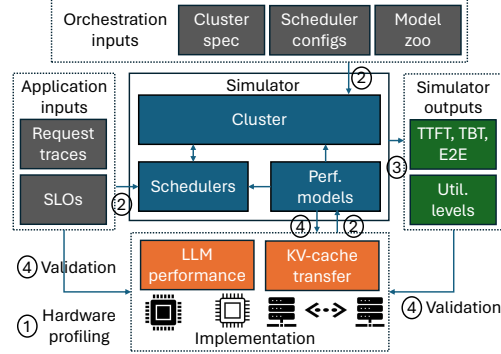 Orchestration
inputs
Cluster
spec
Scheduler
configs
Model
zoo
②
Application
inputs
Request
traces
SLOs
②
Simulator
Cluster
Schedulers
Perf.
models
③
Simulator
outputs
TTFT, TBT,
E2E
Util.
levels
④
②
④ Validation
LLM
performance
KV-cache
transfer
④ Validation
① Hardware
profiling
Implementation